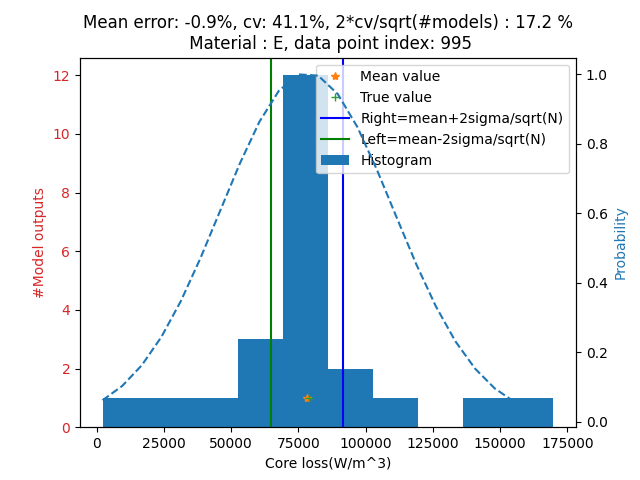 Mean error: -0.9%, cv: 41.1%, 2*cv/sqrt(#models) : 17.2 %
Material : E, data point index: 995
Mean value
True value
Right=mean+2sigma/sqrt(N)
Left=mean-2sigma/sqrt(N)
Histogram
12
10
8
6
4
2
0
#Model outputs
1.0
0.8
0.6
0.4
0.2
0.0
Probability
0 25000 50000 75000 100000 125000 150000 175000
Core loss(W/m^3)